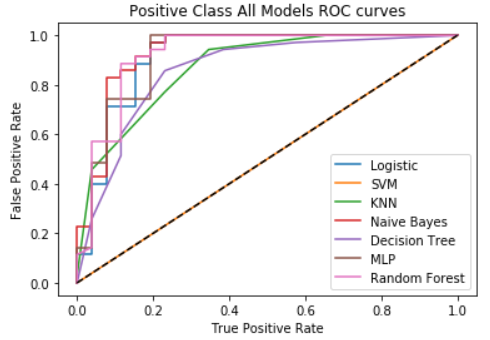 Positive Class All Models ROC curves
False Positive Rate
1.0
0.8
0.6
0.4
0.2
0.0
Logistic
SVM
KNN
Naive Bayes
Decision Tree
MLP
Random Forest
0.0 0.2 0.4 0.6 0.8 1.0
True Positive Rate